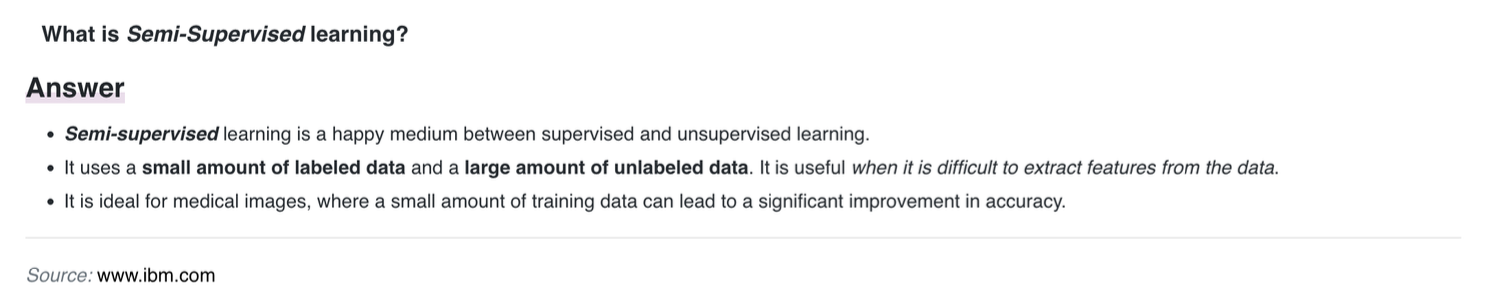 What is Semi-Supervised learning?
Answer
• Semi-supervised learning is a happy medium between supervised and unsupervised learning.
• It uses a small amount of labeled data and a large amount of unlabeled data. It is useful when it is difficult to extract features from the data.
• It is ideal for medical images, where a small amount of training data can lead to a significant improvement in accuracy.
Source: www.ibm.com